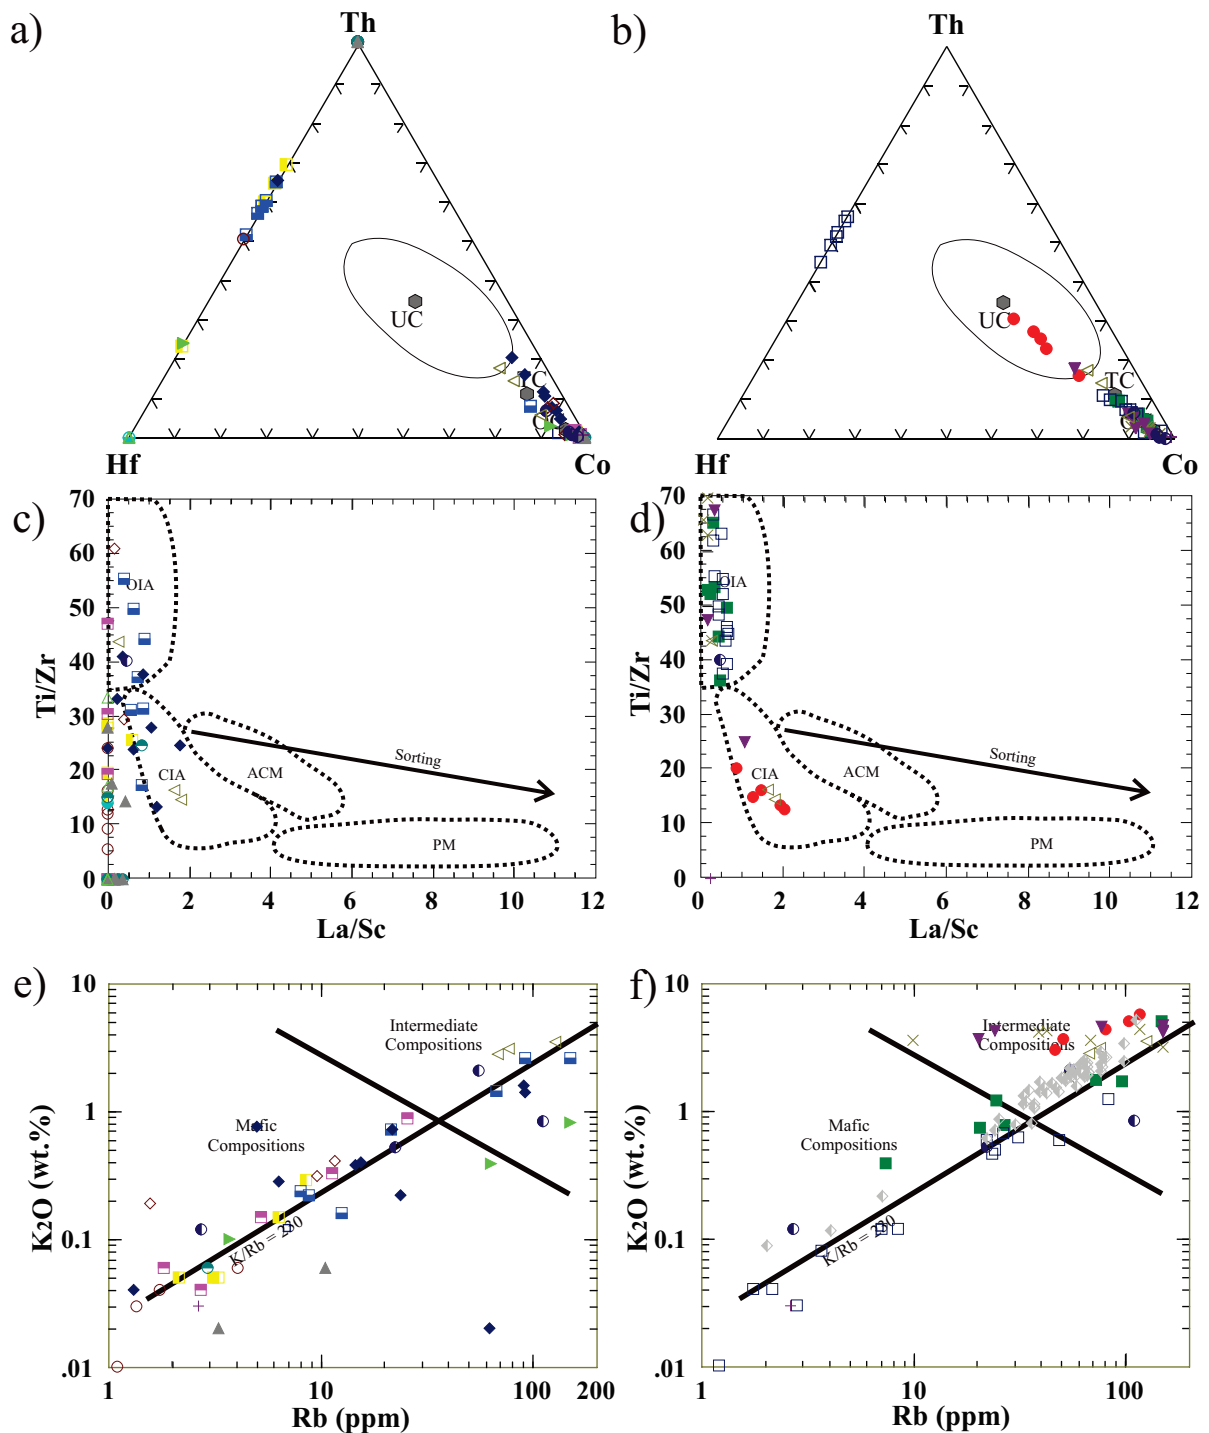 a)
Th
UC
TC
Hf
Co
b)
Th
UC
TC
Hf
Co
c)
Ti/Zr
70
60
50
40
30
20
10
0
OIA
CIA
ACM
PM
Sorting
0 2 4 6 8 10 12
La/Sc
d)
Ti/Zr
70
60
50
40
30
20
10
0
OIA
CIA
ACM
PM
Sorting
0 2 4 6 8 10 12
La/Sc
e)
K2O (wt.%)
10
1
0.1
.01
Intermediate
Compositions
Mafic
Compositions
K/Rb = 230
1 10 100 200
Rb (ppm)
f)
K2O (wt.%)
10
1
0.1
.01
Intermediate
Compositions
Mafic
Compositions
K/Rb = 230
1 10 100
Rb (ppm)